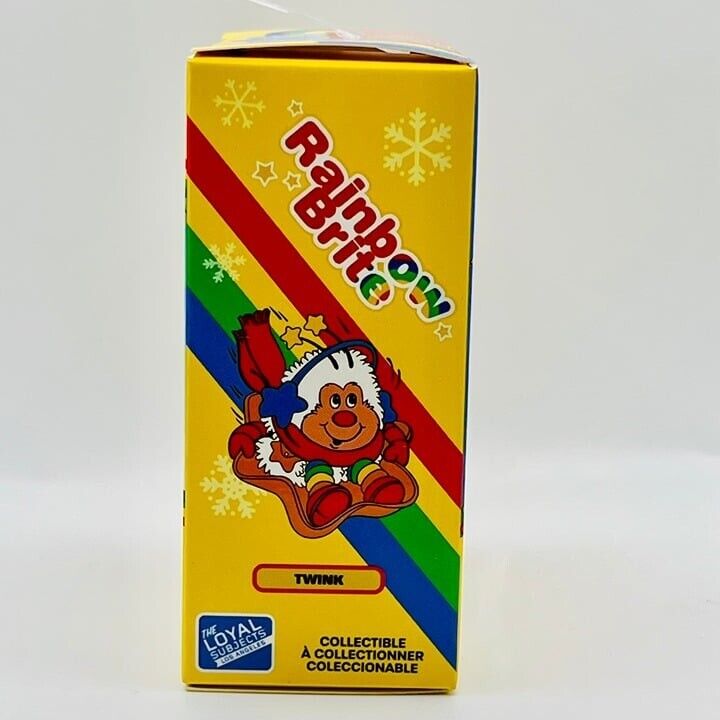 Rainbow
Brite
TWINK
THE
LOYAL
SUBJECTS
LOS ANGELES
COLLECTIBLE
À COLLECTIONNER
COLECCIONABLE